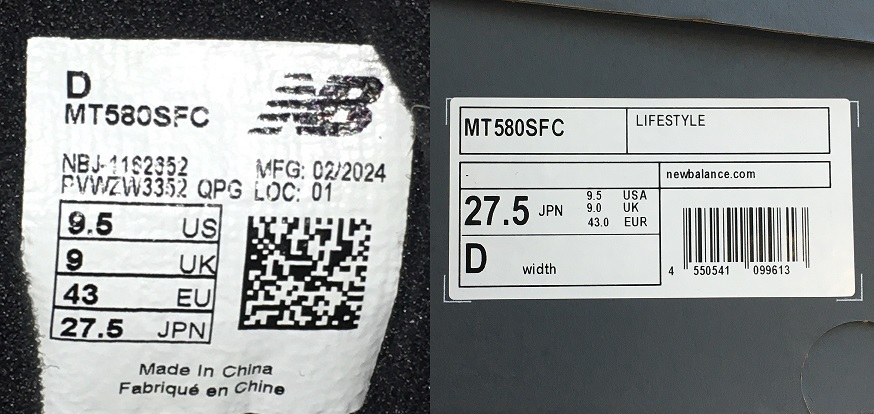 D
MT580SFC
NB
NBJ-1162352
PVWZW3352 QPG
MFG: 02/2024
LOC: 01
9.5 US
9 UK
43 EU
27.5 JPN
Made In China
Fabriqué en Chine
MT580SFC
LIFESTYLE
-
newbalance.com
27.5 JPN
9.5 USA
9.0 UK
43.0 EUR
D width
4 550541 099613